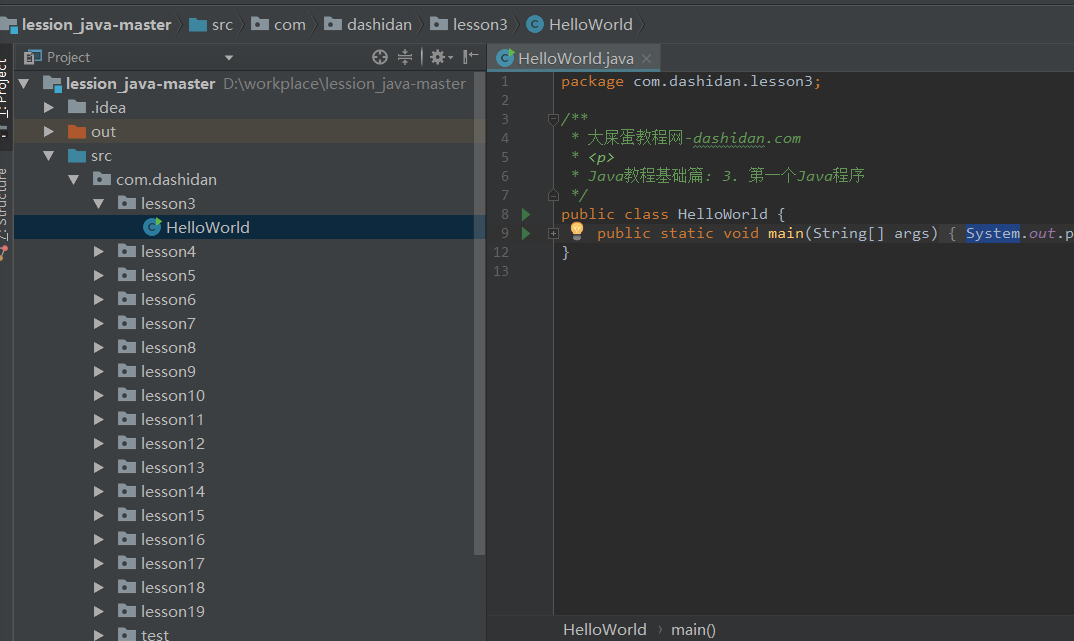 lession_java-master src com dashidan lesson3 HelloWorld
Project
HelloWorld.java
1: Project
Structure
lession_java-master D:\workplace\lession_java-master
.idea
out
src
com.dashidan
lesson3
HelloWorld
lesson4
lesson5
lesson6
lesson7
lesson8
lesson9
lesson10
lesson11
lesson12
lesson13
lesson14
lesson15
lesson16
lesson17
lesson18
lesson19
test
1 package com.dashidan.lesson3;
2
3 /**
4 * 大屎蛋教程网-dashidan.com
5 * <p>
6 * Java教程基础篇: 3. 第一个Java程序
7 */
8 public class HelloWorld {
9 public static void main(String[] args) { System.out.p
12 }
13
HelloWorld › main()